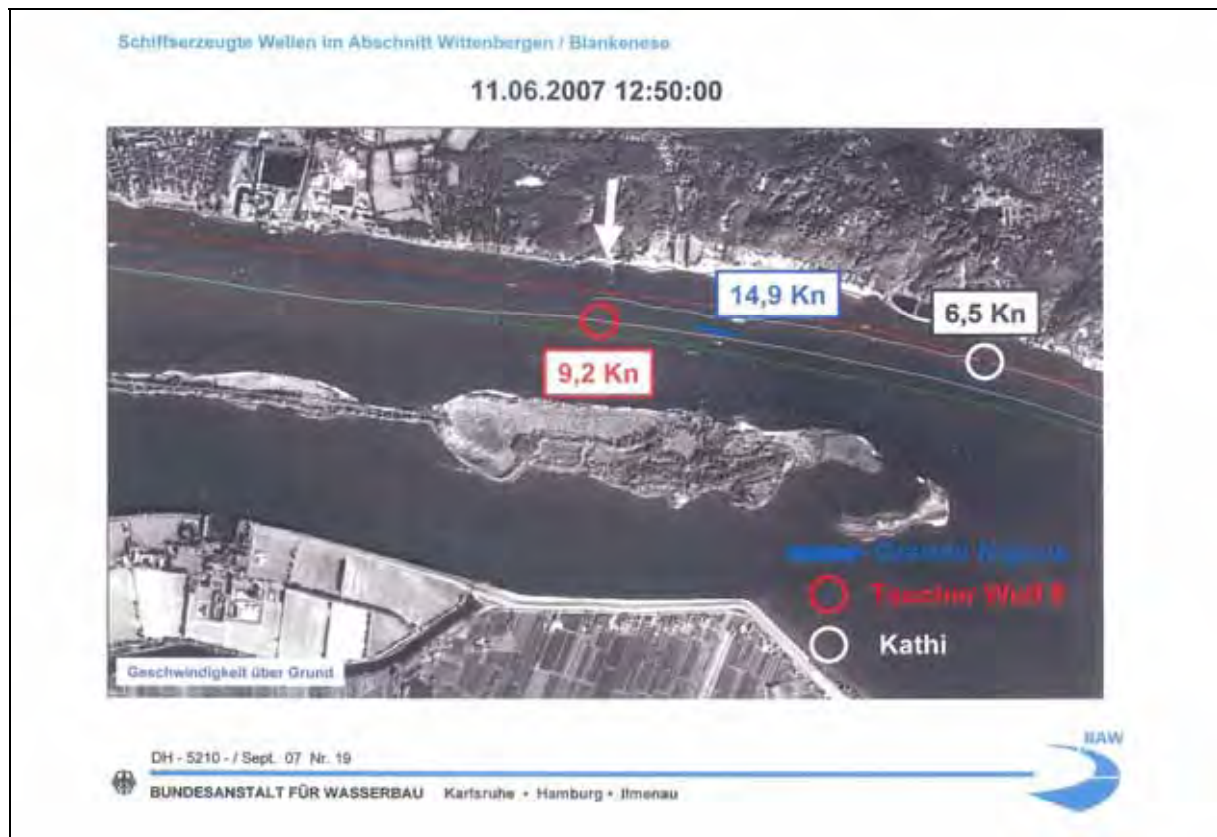 Schiffserzeugte Wellen im Abschnitt Wittenbergen / Blankenese
11.06.2007 12:50:00
14,9 Kn
6,5 Kn
9,2 Kn
Kathi
Geschwindigkeit über Grund
DH - 5210 - / Sept. 07 Nr. 19
BUNDESANSTALT FÜR WASSERBAU Karlsruhe • Hamburg • Ilmenau
BAW